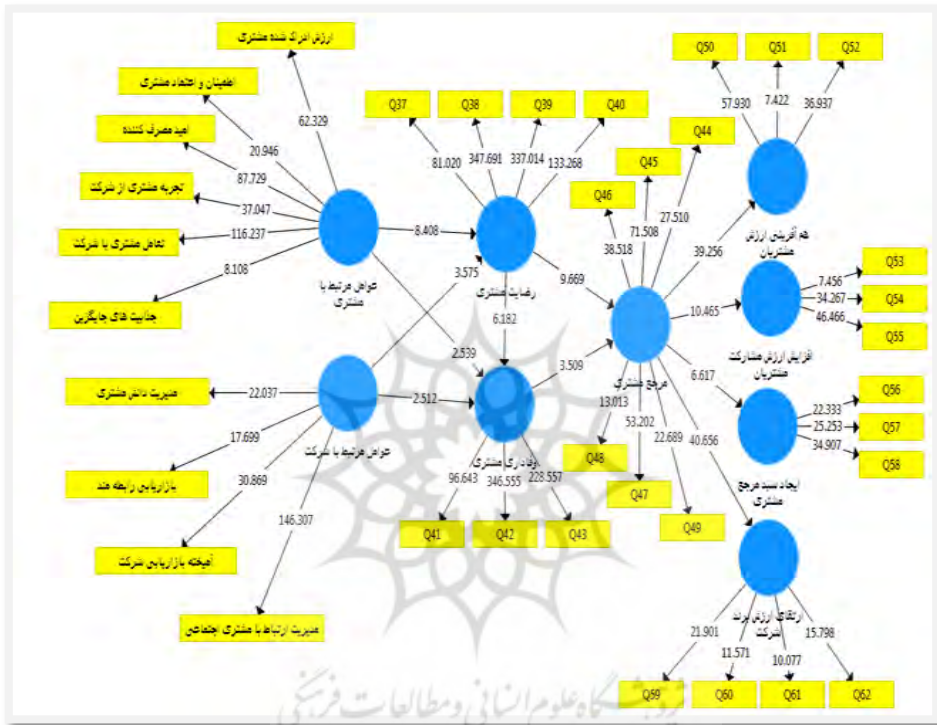 ارزش ادراک شده مشتری
اطمینان و اعتماد مشتری
امید مصرف کننده
تجربه مشتری از شرکت
تعامل مشتری با شرکت
جذابیت های جایگزین
62.329
20.946
87.729
37.047
116.237
8.108
عوامل مرتبط با
مشتری
مدیریت دانش مشتری
بازاریابی رابطه مند
آمیخته بازاریابی شرکت
مدیریت ارتباط با مشتری اجتماعی
22.037
17.699
30.869
146.307
عوامل مرتبط با شرکت
8.408
3.575
2.539
2.512
Q37
Q38
Q39
Q40
81.020
347.691
337.014
133.268
رضایت مشتری
6.182
9.669
3.509
وفاداری مشتری
96.643
346.555
228.557
Q41
Q42
Q43
Q46
Q45
Q44
38.518
71.508
27.510
مرجع مشتری
13.013
53.202
22.689
Q48
Q47
Q49
39.256
10.465
6.617
40.656
Q50
Q51
Q52
57.930
7.422
36.937
هم آفرینی ارزش
مشتریان
7.456
34.267
46.466
Q53
Q54
Q55
افزایش ارزش مشارکت
مشتریان
22.333
25.253
34.907
Q56
Q57
Q58
ایجاد سبد مرجع
مشتری
ارتقای ارزش برند
شرکت
21.901
11.571
10.077
15.798
Q59
Q60
Q61
Q62
پژوهشگاه علوم انسانی و مطالعات فرهنگی